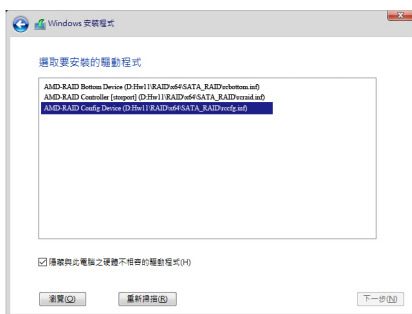 Windows 安裝程式
選取要安裝的驅動程式
AMD-RAID Bottom Device (D:\Hw11\RAID\x64\SATA_RAID\rcbottom.inf)
AMD-RAID Controller [storport] (D:\Hw11\RAID\x64\SATA_RAID\rcraid.inf)
AMD-RAID Config Device (D:\Hw11\RAID\x64\SATA_RAID\rccfg.inf)
隱藏與此電腦之硬體不相容的驅動程式(H)
瀏覽(O) 重新掃描(R) 下一步(N)